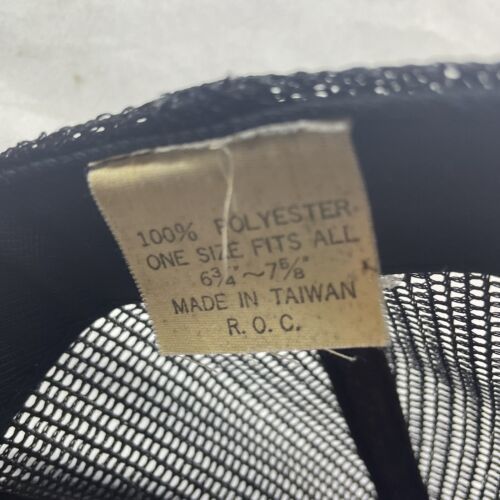 100% POLYESTER
ONE SIZE FITS ALL
6¾"~7⅝"
MADE IN TAIWAN
R.O.C.